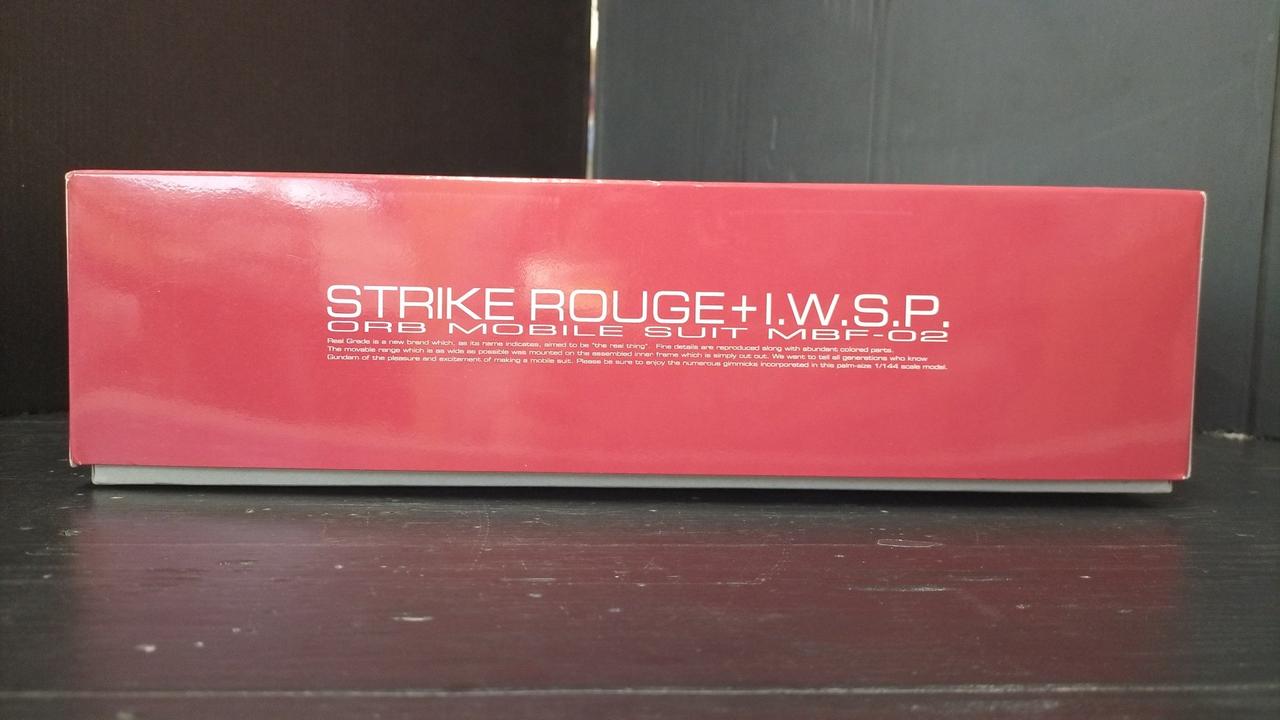 STRIKE ROUGE+I.W.S.P.
ORB MOBILE SUIT MBF-02
Real Grade is a new brand which, as its name indicates, aimed to be "the real thing". Fine details are reproduced along with abundant colored parts.
The movable range which is as wide as possible was mounted on the assembled inner frame which is simply cut out. We want to tell all generations who know
Gundam of the pleasure and excitement of making a mobile suit. Please be sure to enjoy the numerous gimmicks incorporated in this palm-size 1/144 scale model.